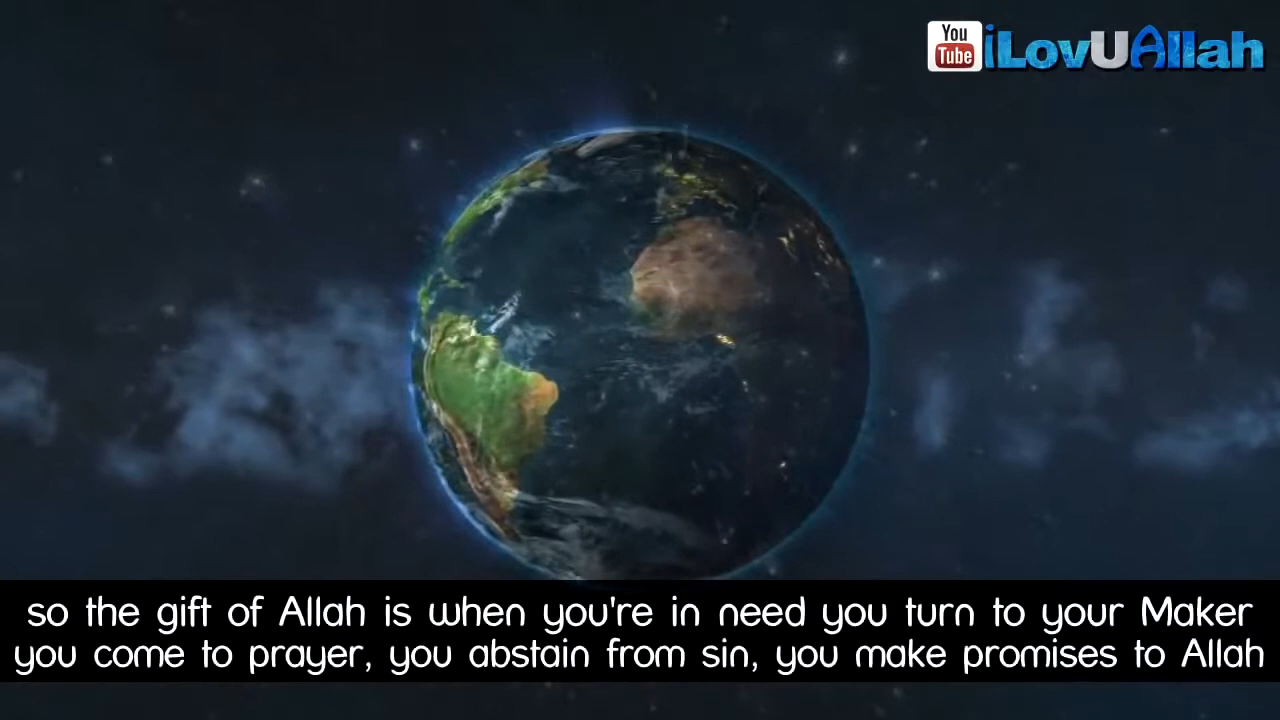 You
Tube
iLovUAllah
so the gift of Allah is when you're in need you turn to your Maker
you come to prayer, you abstain from sin, you make promises to Allah